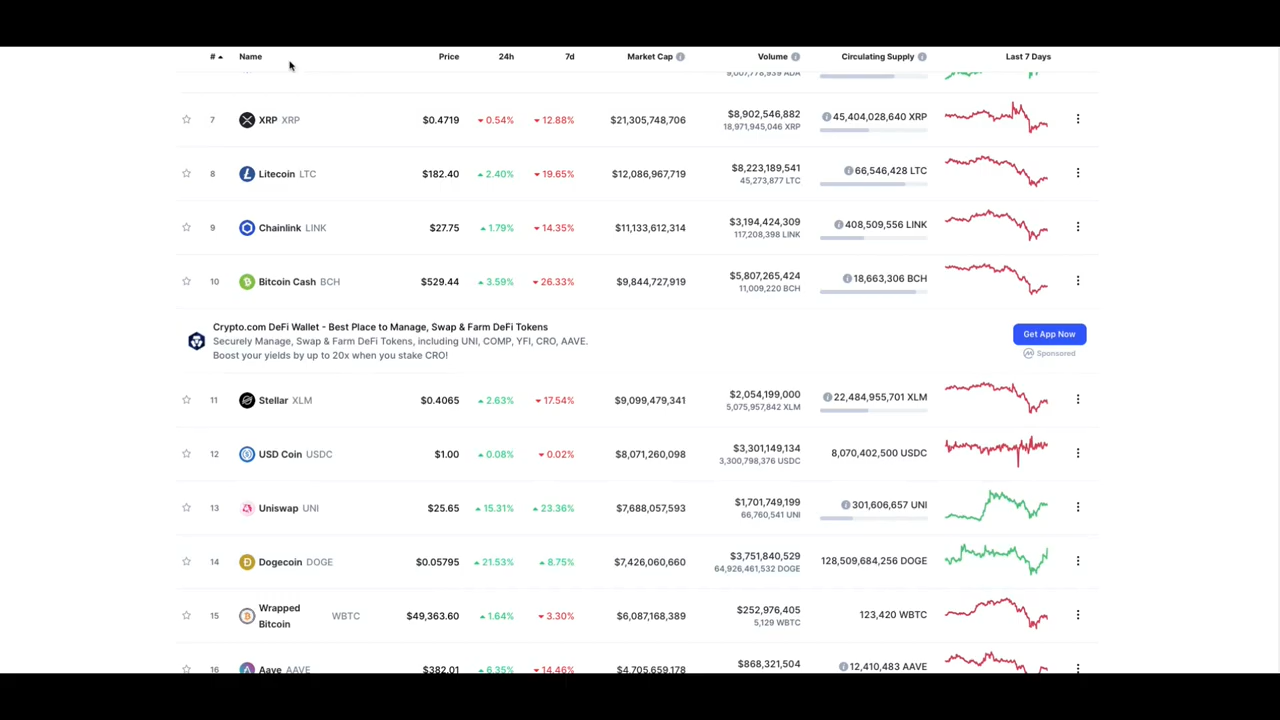 # Name Price 24h 7d Market Cap Volume Circulating Supply Last 7 Days
9,007,778,939 ADA
7 XRP XRP $0.4719 0.54% 12.88% $21,305,748,706 $8,902,546,882 45,404,028,640 XRP
18,971,945,046 XRP
8 Litecoin LTC $182.40 2.40% 19.65% $12,086,967,719 $8,223,189,541 66,546,428 LTC
45,273,877 LTC
9 Chainlink LINK $27.75 1.79% 14.35% $11,133,612,314 $3,194,424,309 408,509,556 LINK
117,208,398 LINK
10 Bitcoin Cash BCH $529.44 3.59% 26.33% $9,844,727,919 $5,807,265,424 18,663,306 BCH
11,009,220 BCH
Crypto.com DeFi Wallet - Best Place to Manage, Swap & Farm DeFi Tokens
Securely Manage, Swap & Farm DeFi Tokens, including UNI, COMP, YFI, CRO, AAVE.
Boost your yields by up to 20x when you stake CRO!
Get App Now
Sponsored
11 Stellar XLM $0.4065 2.63% 17.54% $9,099,479,341 $2,054,199,000 22,484,955,701 XLM
5,075,957,842 XLM
12 USD Coin USDC $1.00 0.08% 0.02% $8,071,260,098 $3,301,149,134 8,070,402,500 USDC
3,300,798,376 USDC
13 Uniswap UNI $25.65 15.31% 23.36% $7,688,057,593 $1,701,749,199 301,606,657 UNI
66,760,541 UNI
14 Dogecoin DOGE $0.05795 21.53% 8.75% $7,426,060,660 $3,751,840,529 128,509,684,256 DOGE
64,926,461,532 DOGE
15 Wrapped Bitcoin WBTC $49,363.60 1.64% 3.30% $6,087,168,389 $252,976,405 123,420 WBTC
5,129 WBTC
16 Aave AAVE $382.01 6.35% 14.46% $4,705,659,178 $868,321,504 12,410,483 AAVE